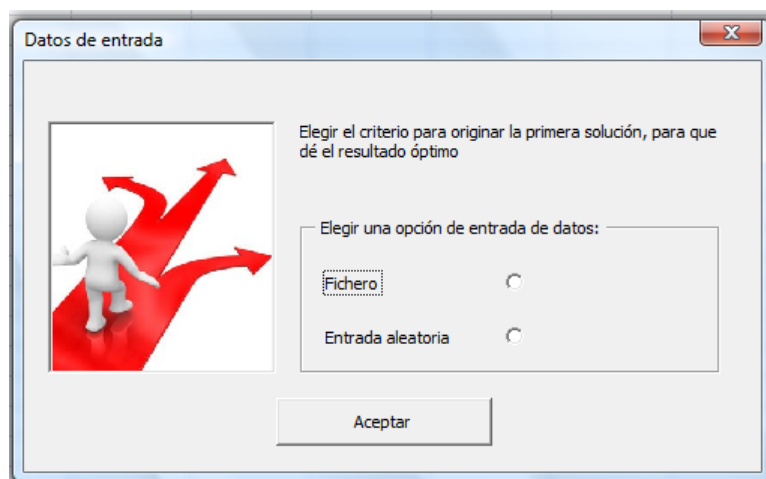 Datos de entrada
Elegir el criterio para originar la primera solución, para que
dé el resultado óptimo
Elegir una opción de entrada de datos:
Fichero
Entrada aleatoria
Aceptar